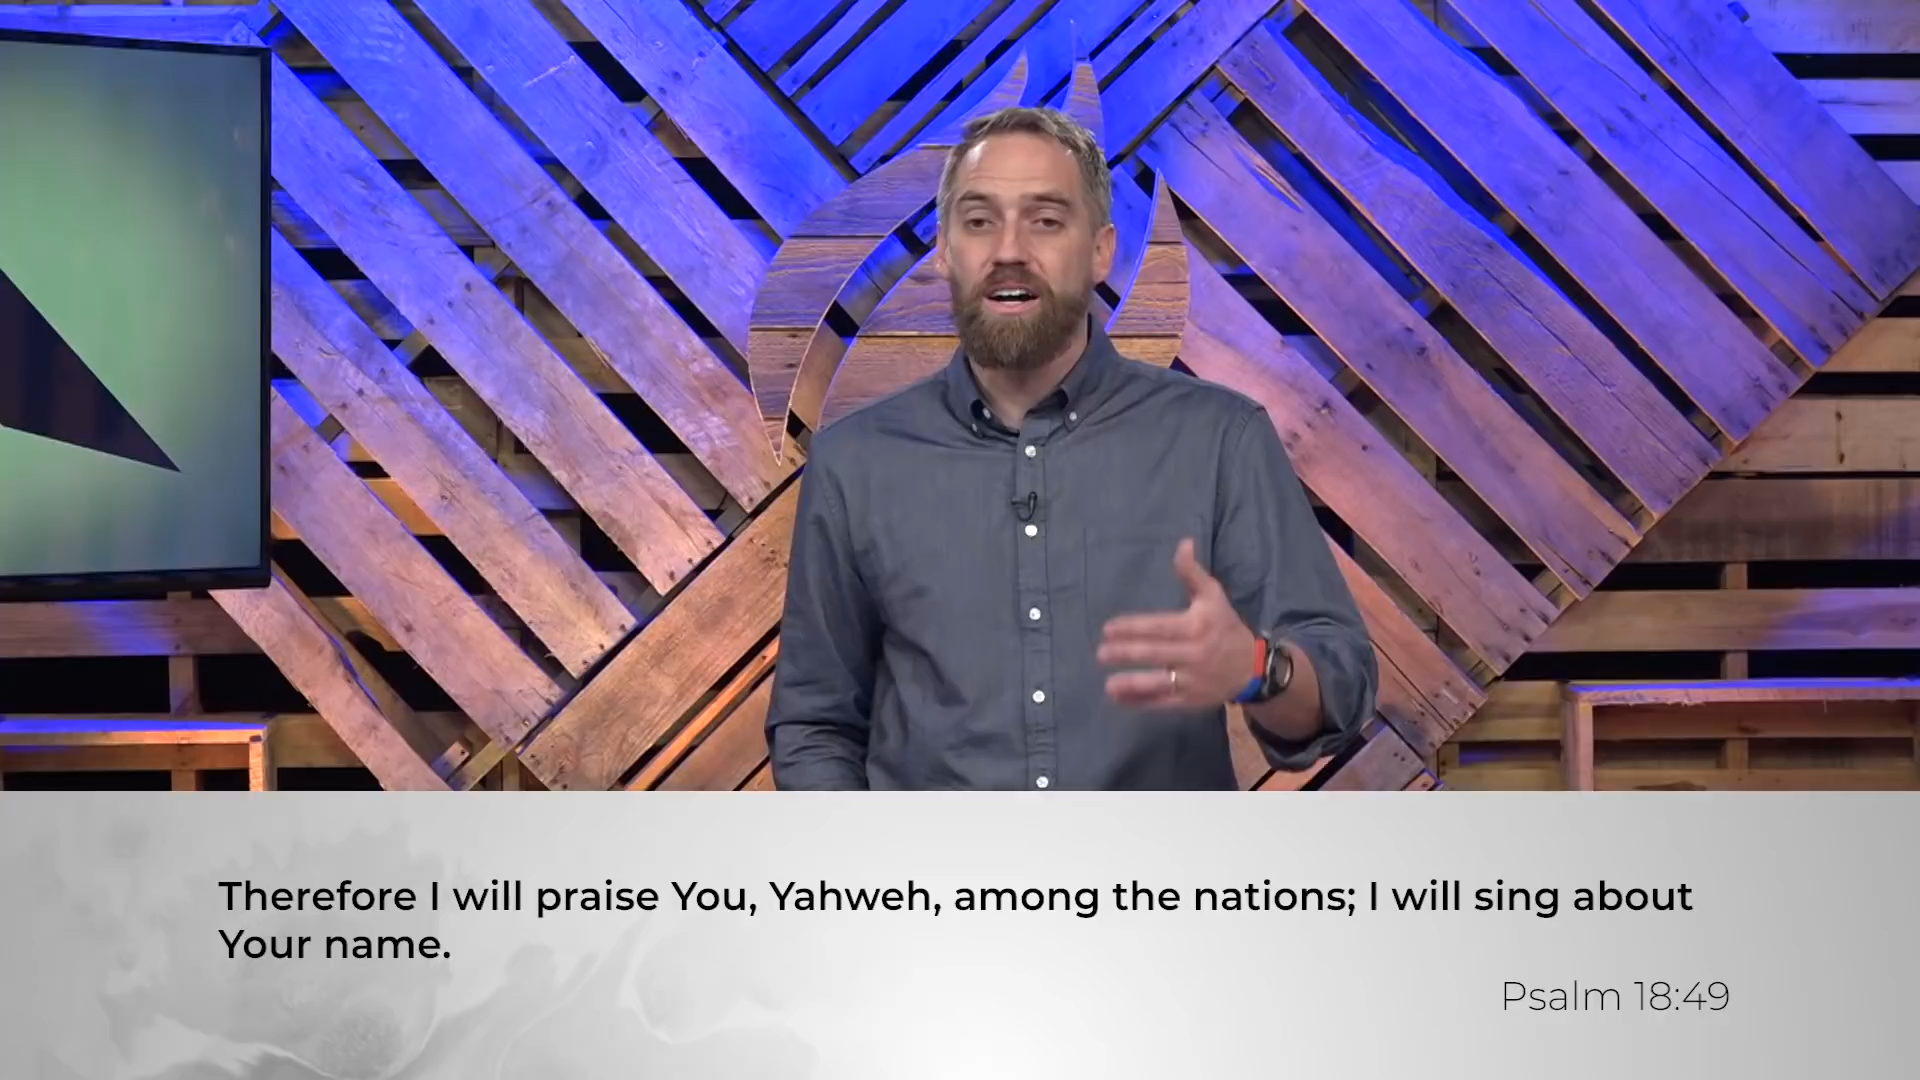 Therefore I will praise You, Yahweh, among the nations; I will sing about
Your name.
Psalm 18:49